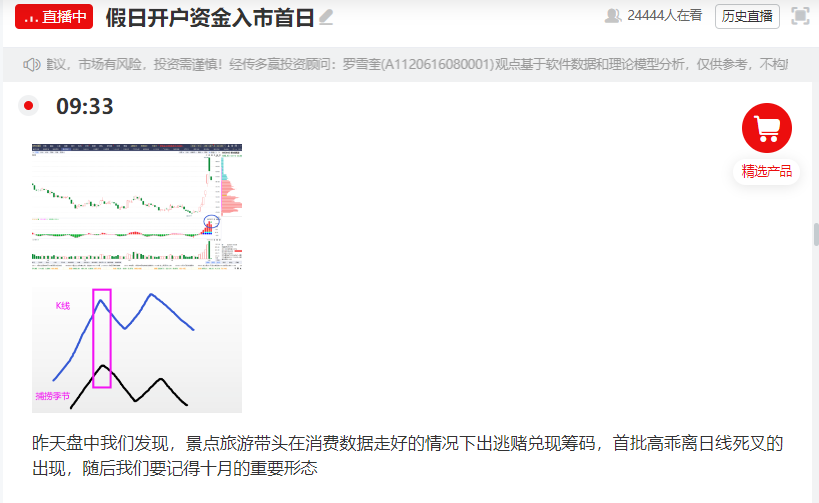 直播中 假日开户资金入市首日 24444人在看 历史直播
建议，市场有风险，投资需谨慎！经传多赢投资顾问：罗雪奎(A1120616080001)观点基于软件数据和理论模型分析，仅供参考，不构
09:33
精选产品
K线
捕捞季节
昨天盘中我们发现，景点旅游带头在消费数据走好的情况下出逃赌兑现筹码，首批高乖离日线死叉的
出现，随后我们要记得十月的重要形态